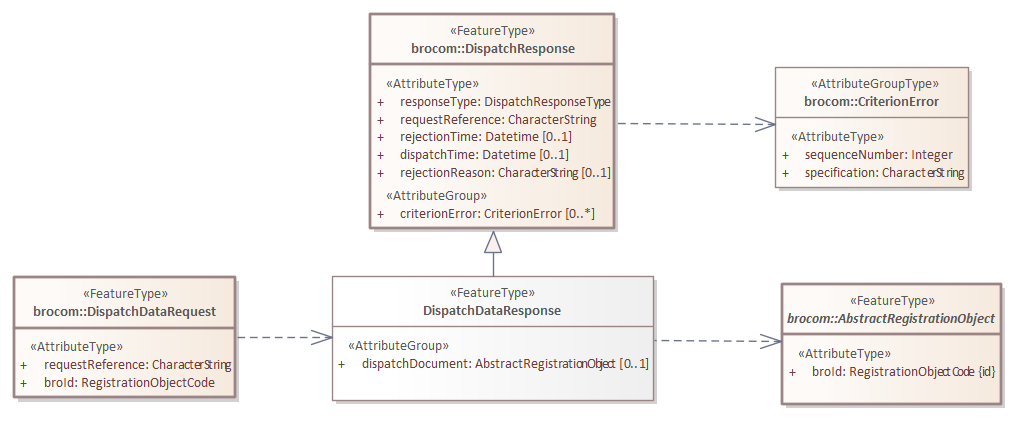 «FeatureType»
brocom::DispatchResponse
«AttributeType»
+ responseType: DispatchResponseType
+ requestReference: CharacterString
+ rejectionTime: Datetime [0..1]
+ dispatchTime: Datetime [0..1]
+ rejectionReason: CharacterString [0..1]
«AttributeGroup»
+ criterionError: CriterionError [0..*]
«AttributeGroupType»
brocom::CriterionError
«AttributeType»
+ sequenceNumber: Integer
+ specification: CharacterString
«FeatureType»
brocom::DispatchDataRequest
«AttributeType»
+ requestReference: CharacterString
+ broId: RegistrationObjectCode
«FeatureType»
DispatchDataResponse
«AttributeGroup»
+ dispatchDocument: AbstractRegistrationObject [0..1]
«FeatureType»
brocom::AbstractRegistrationObject
«AttributeType»
+ broId: RegistrationObjectCode {id}